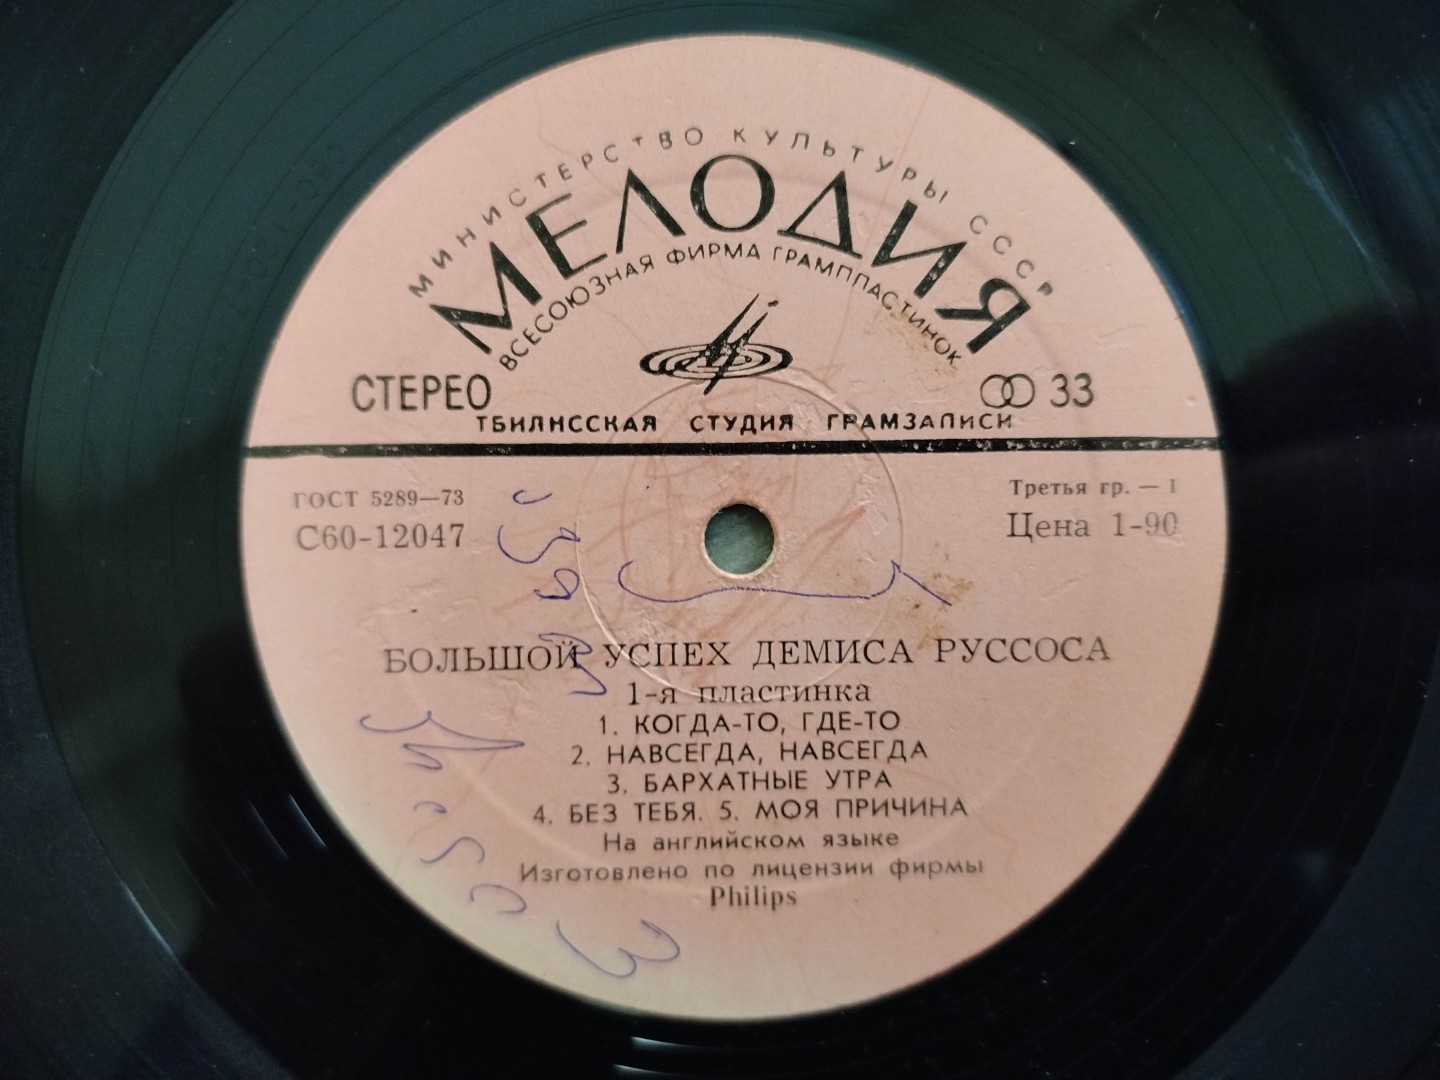 МИНИСТЕРСТВО КУЛЬТУРЫ СССР
МЕЛОДИЯ
ВСЕСОЮЗНАЯ ФИРМА ГРАМПЛАСТИНОК
СТЕРЕО
33
ТБИЛИССКАЯ СТУДИЯ ГРАМЗАПИСИ
ГОСТ 5289—73
Третья гр. — 1
С60-12047
Цена 1-90
БОЛЬШОЙ УСПЕХ ДЕМИСА РУССОСА
1-я пластинка
1. КОГДА-ТО, ГДЕ-ТО
2. НАВСЕГДА, НАВСЕГДА
3. БАРХАТНЫЕ УТРА
4. БЕЗ ТЕБЯ. 5. МОЯ ПРИЧИНА
На английском языке
Изготовлено по лицензии фирмы
Philips